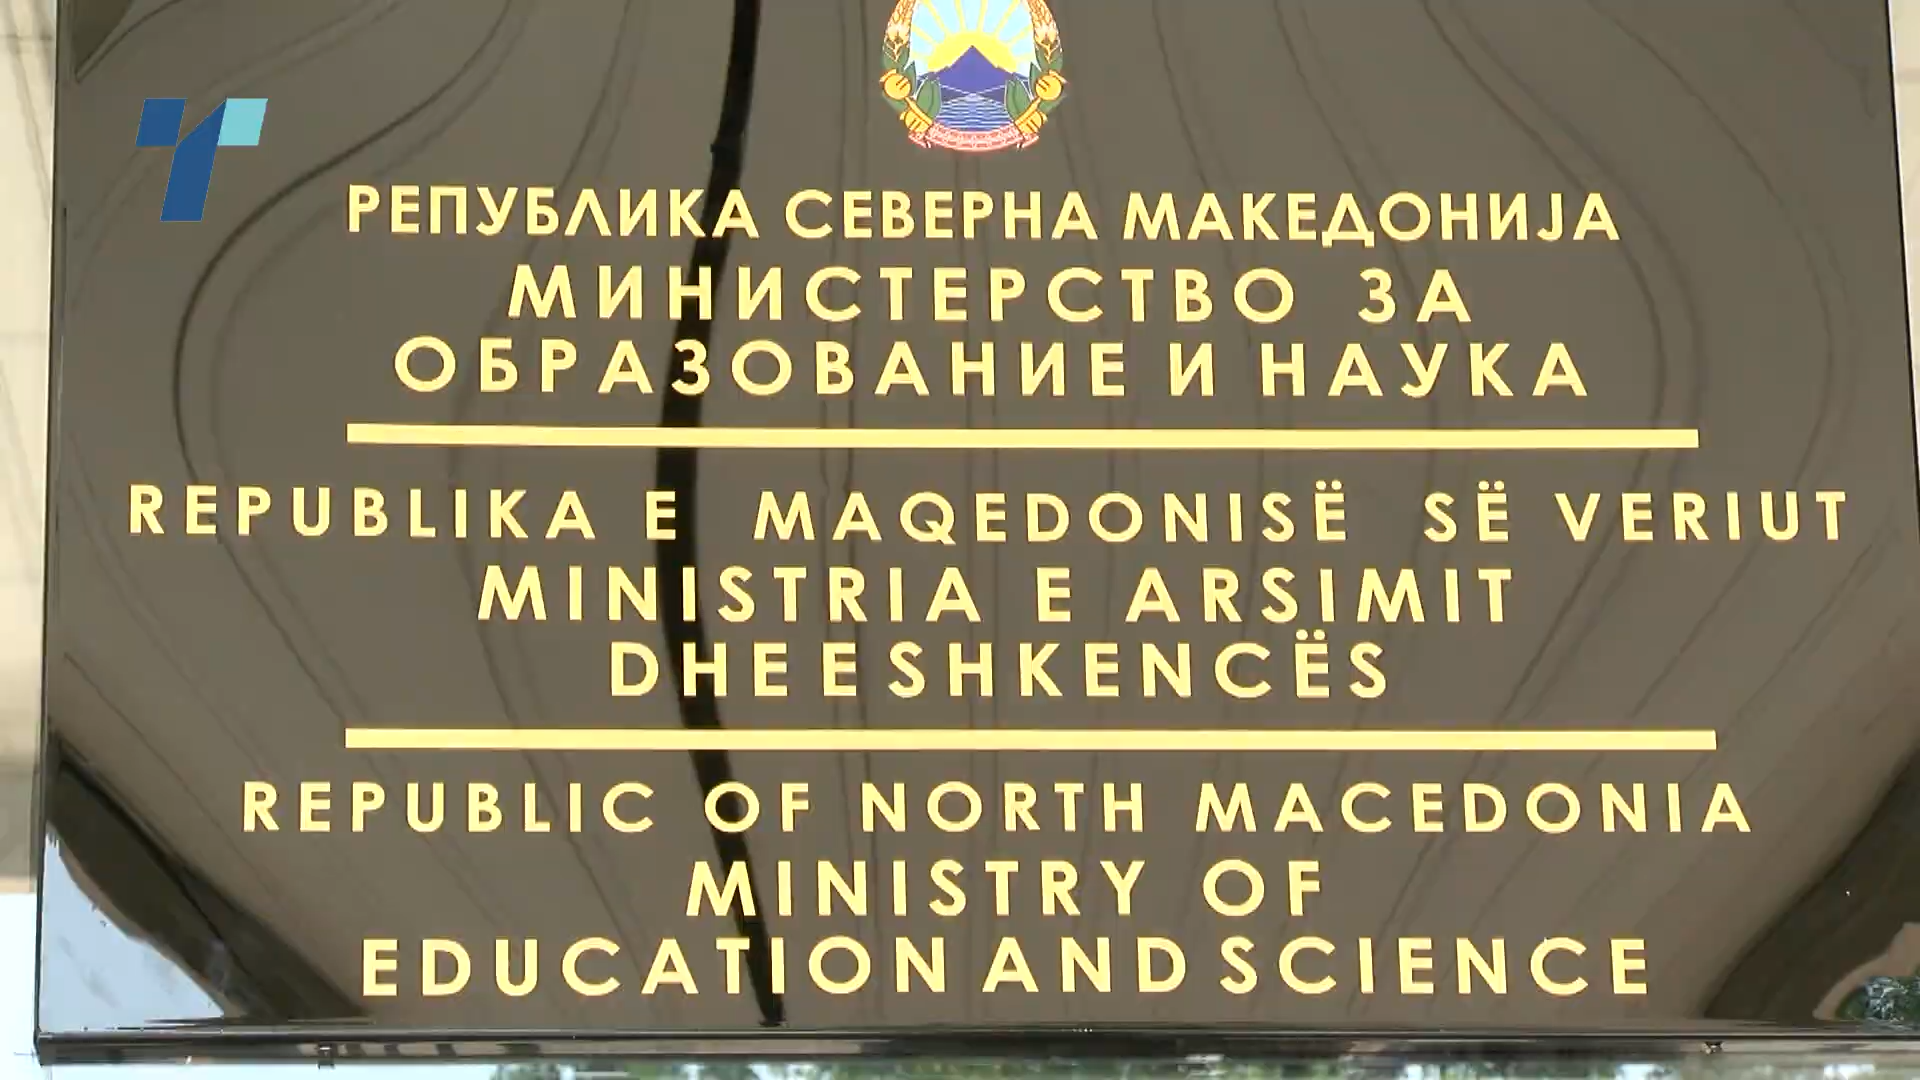 РЕПУБЛИКА СЕВЕРНА МАКЕДОНИЈА
МИНИСТЕРСТВО ЗА
ОБРАЗОВАНИЕ И НАУКА
REPUBLIKA E MAQEDONISË SË VERIUT
MINISTRIA E ARSIMIT
DHE E SHKENCËS
REPUBLIC OF NORTH MACEDONIA
MINISTRY OF
EDUCATION AND SCIENCE